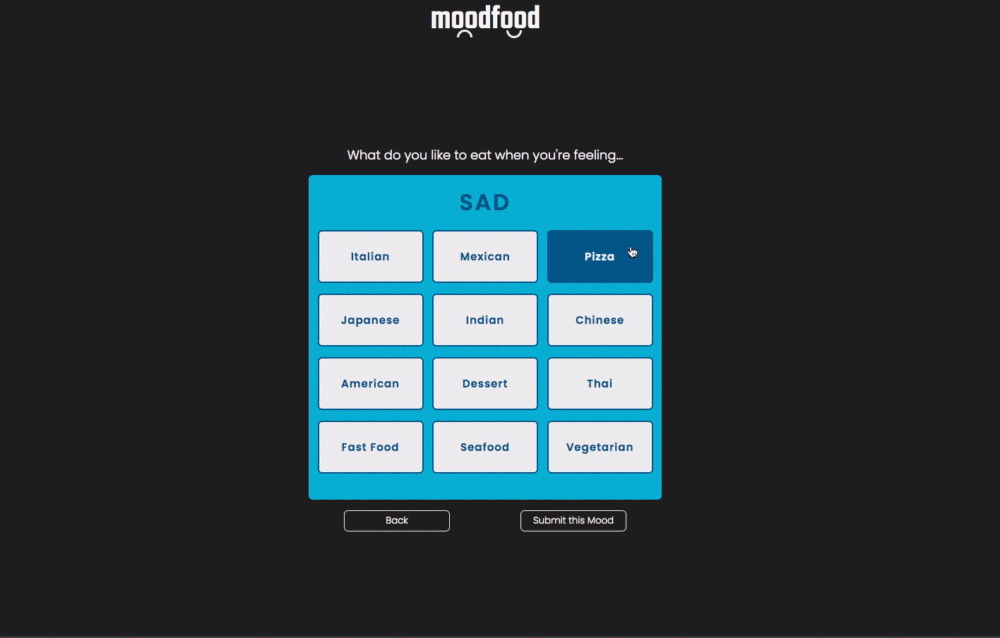 moodfood
What do you like to eat when you're feeling...
SAD
Italian
Mexican
Pizza
Japanese
Indian
Chinese
American
Dessert
Thai
Fast Food
Seafood
Vegetarian
Back
Submit this Mood